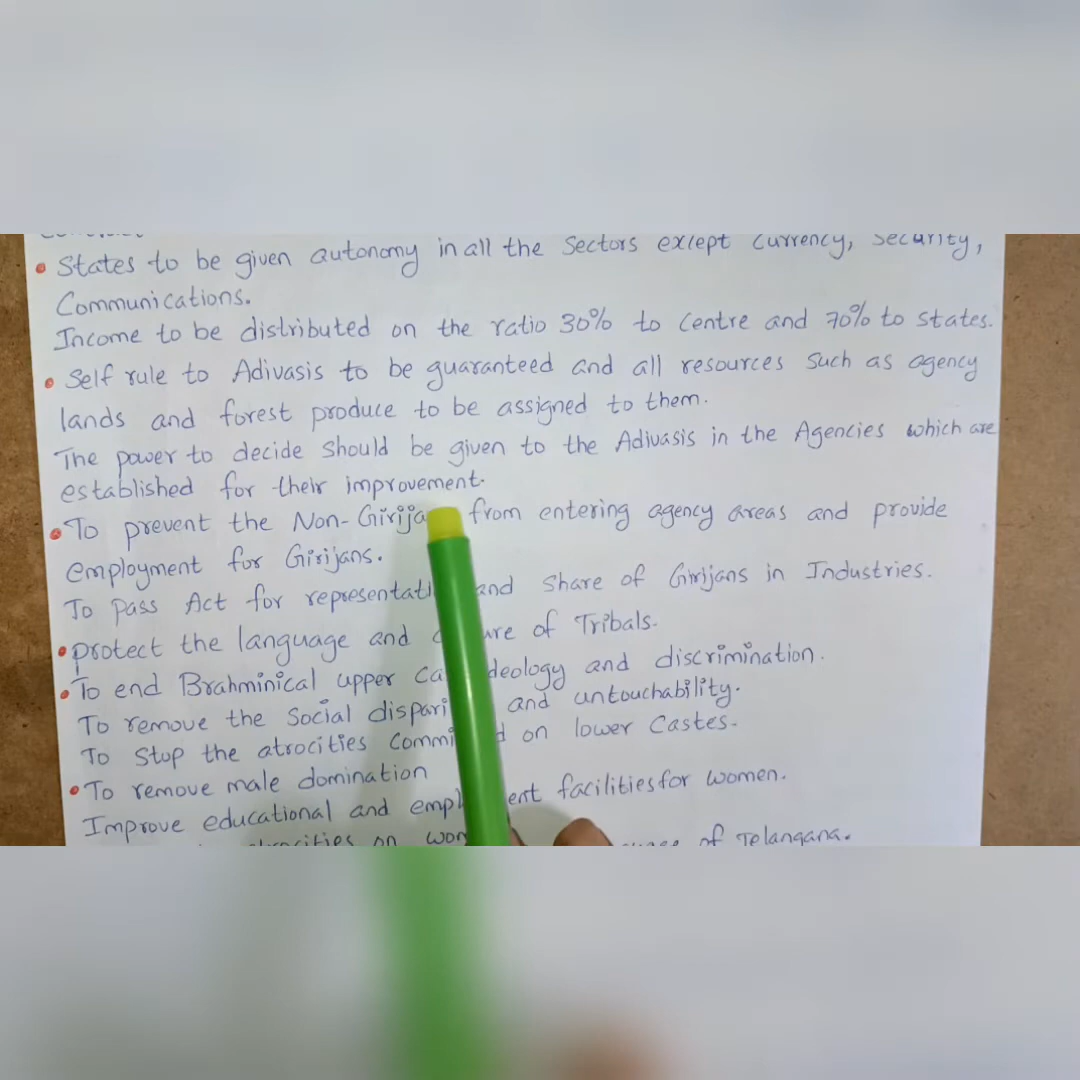 States to be given autonomy in all the Sectors except Currency, Security,
Communications.
Income to be distributed on the ratio 30% to Centre and 70% to States.
Self rule to Adivasis to be guaranteed and all resources such as agency
lands and forest produce to be assigned to them.
The power to decide should be given to the Adivasis in the Agencies which are
established for their improvement.
To prevent the Non-Girija from entering agency areas and provide
employment for Girijans.
To pass Act for representati and share of Girijans in Industries.
protect the language and c ure of Tribals.
To end Brahminical upper ca deology and discrimination.
To remove the Social dispari and untouchability.
To Stop the atrocities Commi d on lower Castes.
To remove male domination
Improve educational and empl ent facilities for women.
atrocities on wom of Telangana.